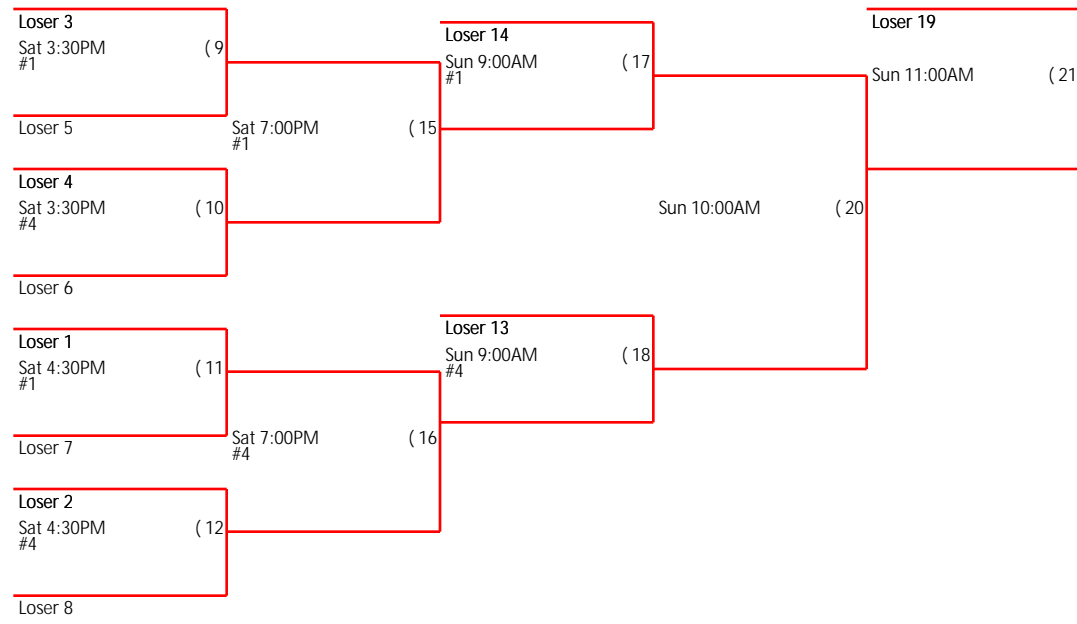 Loser 3
Sat 3:30PM ( 9
#1
Loser 5
Sat 7:00PM ( 15
#1
Loser 4
Sat 3:30PM ( 10
#4
Loser 6
Loser 14
Sun 9:00AM ( 17
#1
Loser 19
Sun 11:00AM ( 21
Sun 10:00AM ( 20
Loser 1
Sat 4:30PM ( 11
#1
Loser 7
Sat 7:00PM ( 16
#4
Loser 2
Sat 4:30PM ( 12
#4
Loser 8
Loser 13
Sun 9:00AM ( 18
#4